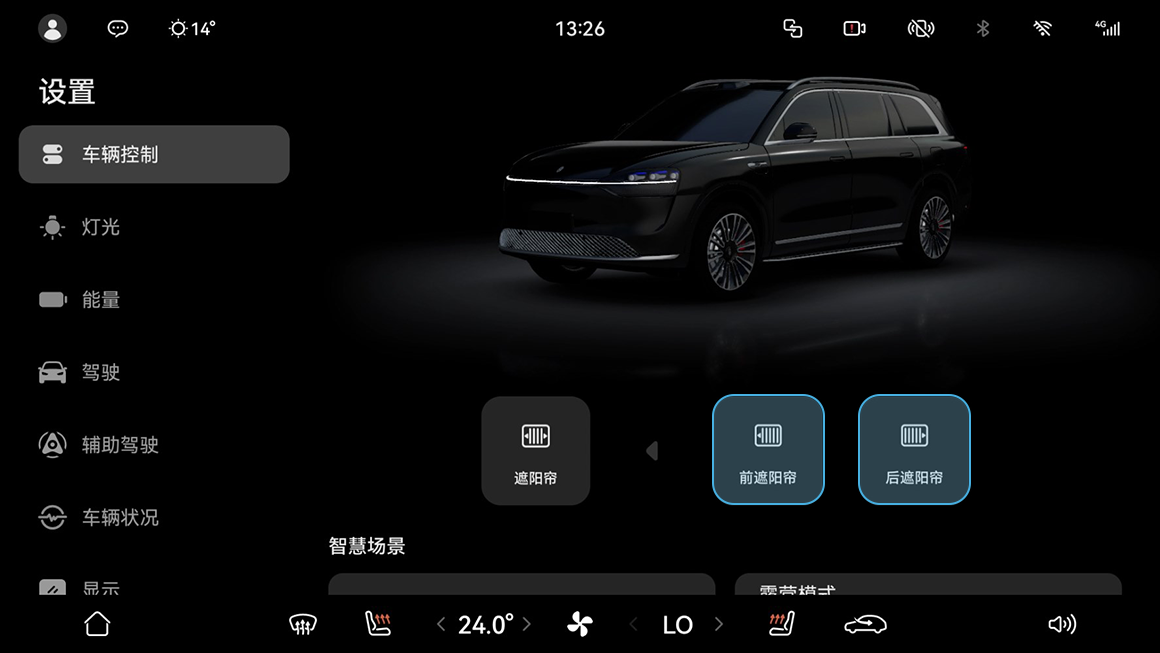 14°
13:26
4G
设置
车辆控制
灯光
能量
驾驶
辅助驾驶
车辆状况
显示
遮阳帘
前遮阳帘
后遮阳帘
智慧场景
露营模式
24.0°
LO